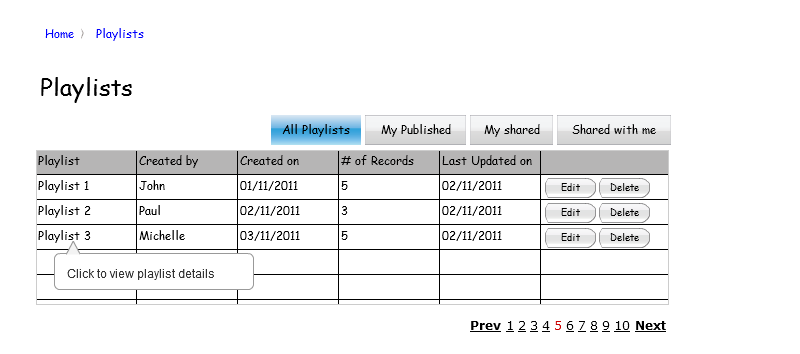 Home 〉 Playlists
Playlists
All Playlists My Published My shared Shared with me
Playlist Created by Created on # of Records Last Updated on
Playlist 1 John 01/11/2011 5 02/11/2011 Edit Delete
Playlist 2 Paul 02/11/2011 3 02/11/2011 Edit Delete
Playlist 3 Michelle 03/11/2011 5 02/11/2011 Edit Delete
Click to view playlist details
Prev 1 2 3 4 5 6 7 8 9 10 Next